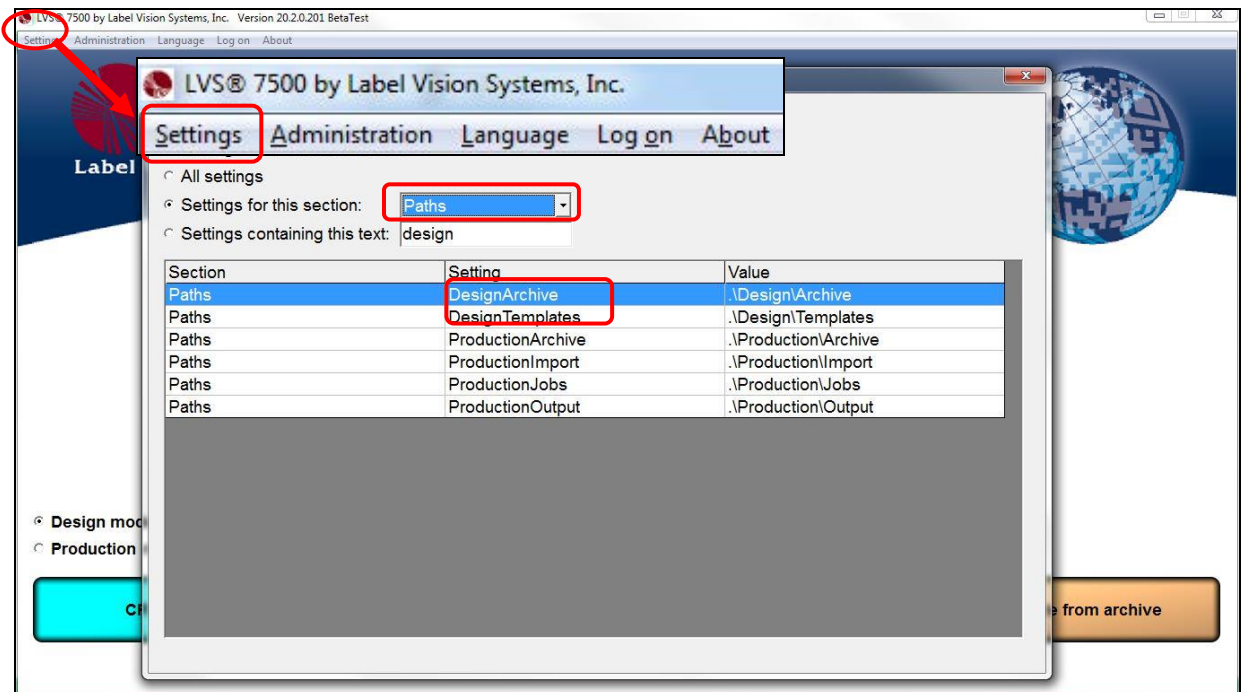 LVS® 7500 by Label Vision Systems, Inc. Version 20.2.0.201 BetaTest
Settings Administration Language Log on About
LVS® 7500 by Label Vision Systems, Inc.
Settings Administration Language Log on About
Label
All settings
Settings for this section: Paths
Settings containing this text: design
Section Setting Value
Paths DesignArchive .\Design\Archive
Paths DesignTemplates .\Design\Templates
Paths ProductionArchive .\Production\Archive
Paths ProductionImport .\Production\Import
Paths ProductionJobs .\Production\Jobs
Paths ProductionOutput .\Production\Output
Design
Production
from archive